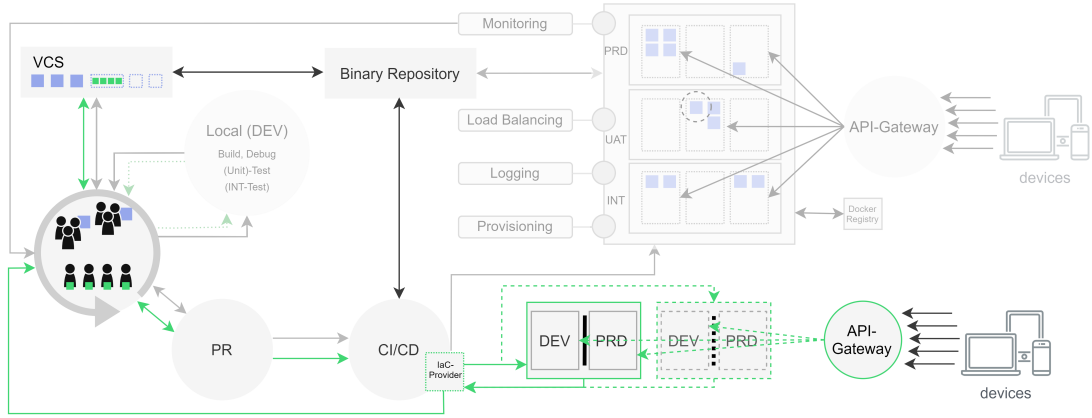 Monitoring
PRD
VCS
Binary Repository
Load Balancing
UAT
API-Gateway
Local (DEV)
Build, Debug
(Unit)-Test
(INT-Test)
Logging
devices
INT
Provisioning
Docker
Registry
PR
CI/CD
IaC-
Provider
DEV
PRD
DEV
PRD
API-
Gateway
devices